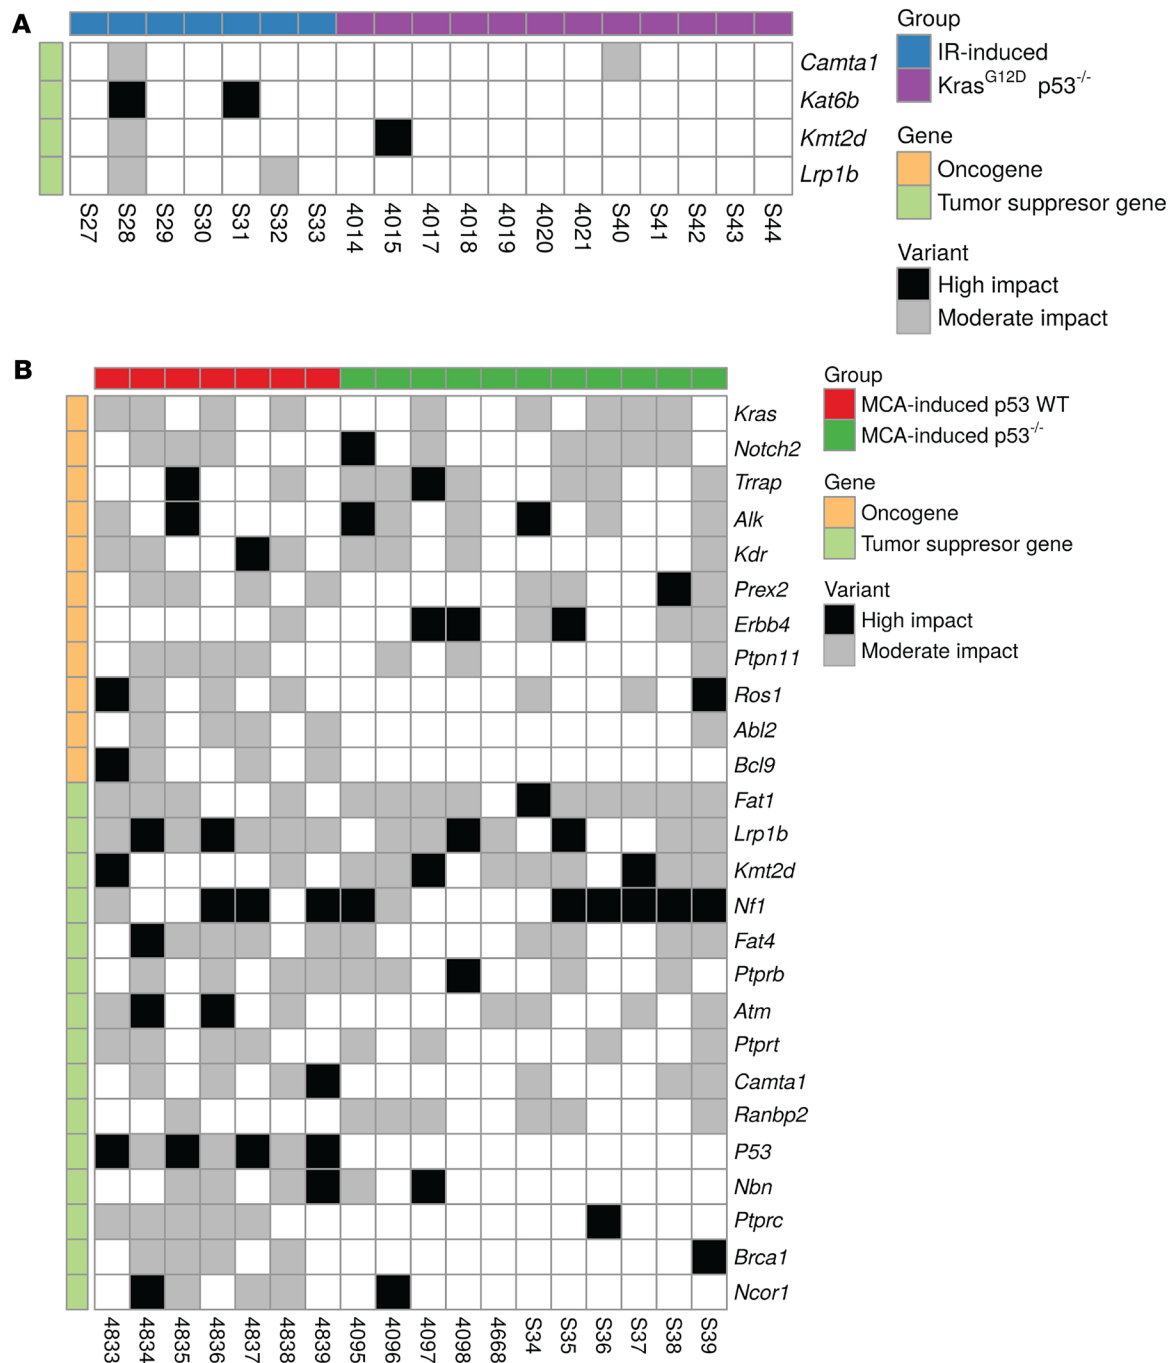 A
Group
IR-induced
Kras^G12D p53^-/-
Gene
Oncogene
Tumor suppresor gene
Variant
High impact
Moderate impact
Camta1
Kat6b
Kmt2d
Lrp1b
S27 S28 S29 S30 S31 S32 S33 4014 4015 4017 4018 4019 4020 4021 S40 S41 S42 S43 S44
B
Group
MCA-induced p53 WT
MCA-induced p53^-/-
Gene
Oncogene
Tumor suppresor gene
Variant
High impact
Moderate impact
Kras
Notch2
Trrap
Alk
Kdr
Prex2
Erbb4
Ptpn11
Ros1
Abl2
Bcl9
Fat1
Lrp1b
Kmt2d
Nf1
Fat4
Ptprb
Atm
Ptprt
Camta1
Ranbp2
P53
Nbn
Ptprc
Brca1
Ncor1
4833 4834 4835 4836 4837 4838 4839 4095 4096 4097 4098 4668 S34 S35 S36 S37 S38 S39